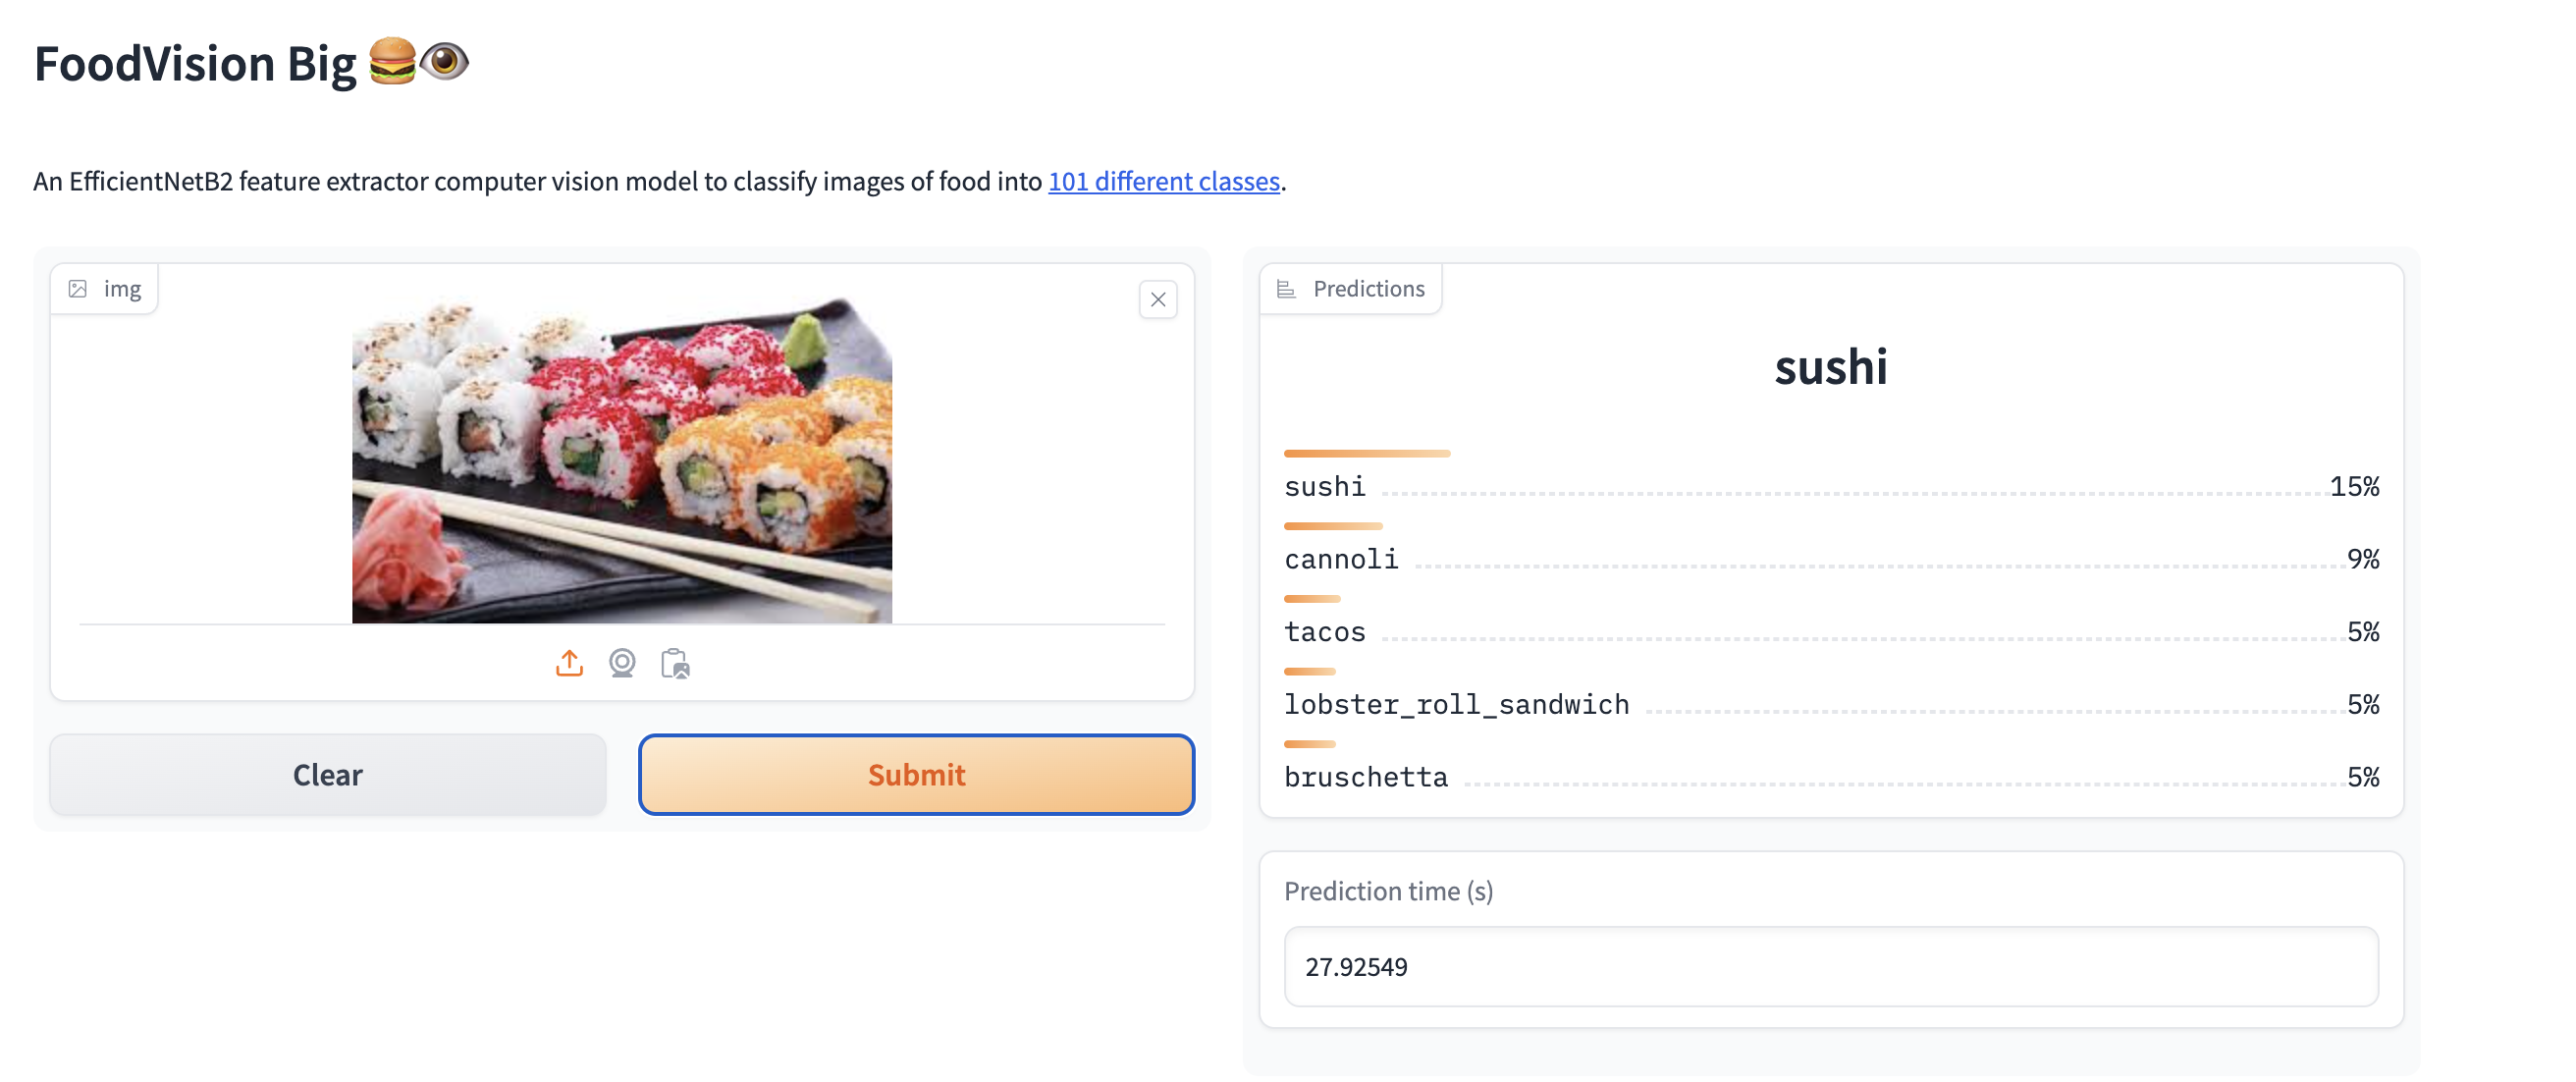 FoodVision Big 🍔👁
An EfficientNetB2 feature extractor computer vision model to classify images of food into 101 different classes.
img
Clear
Submit
Predictions
sushi
sushi 15%
cannoli 9%
tacos 5%
lobster_roll_sandwich 5%
bruschetta 5%
Prediction time (s)
27.92549